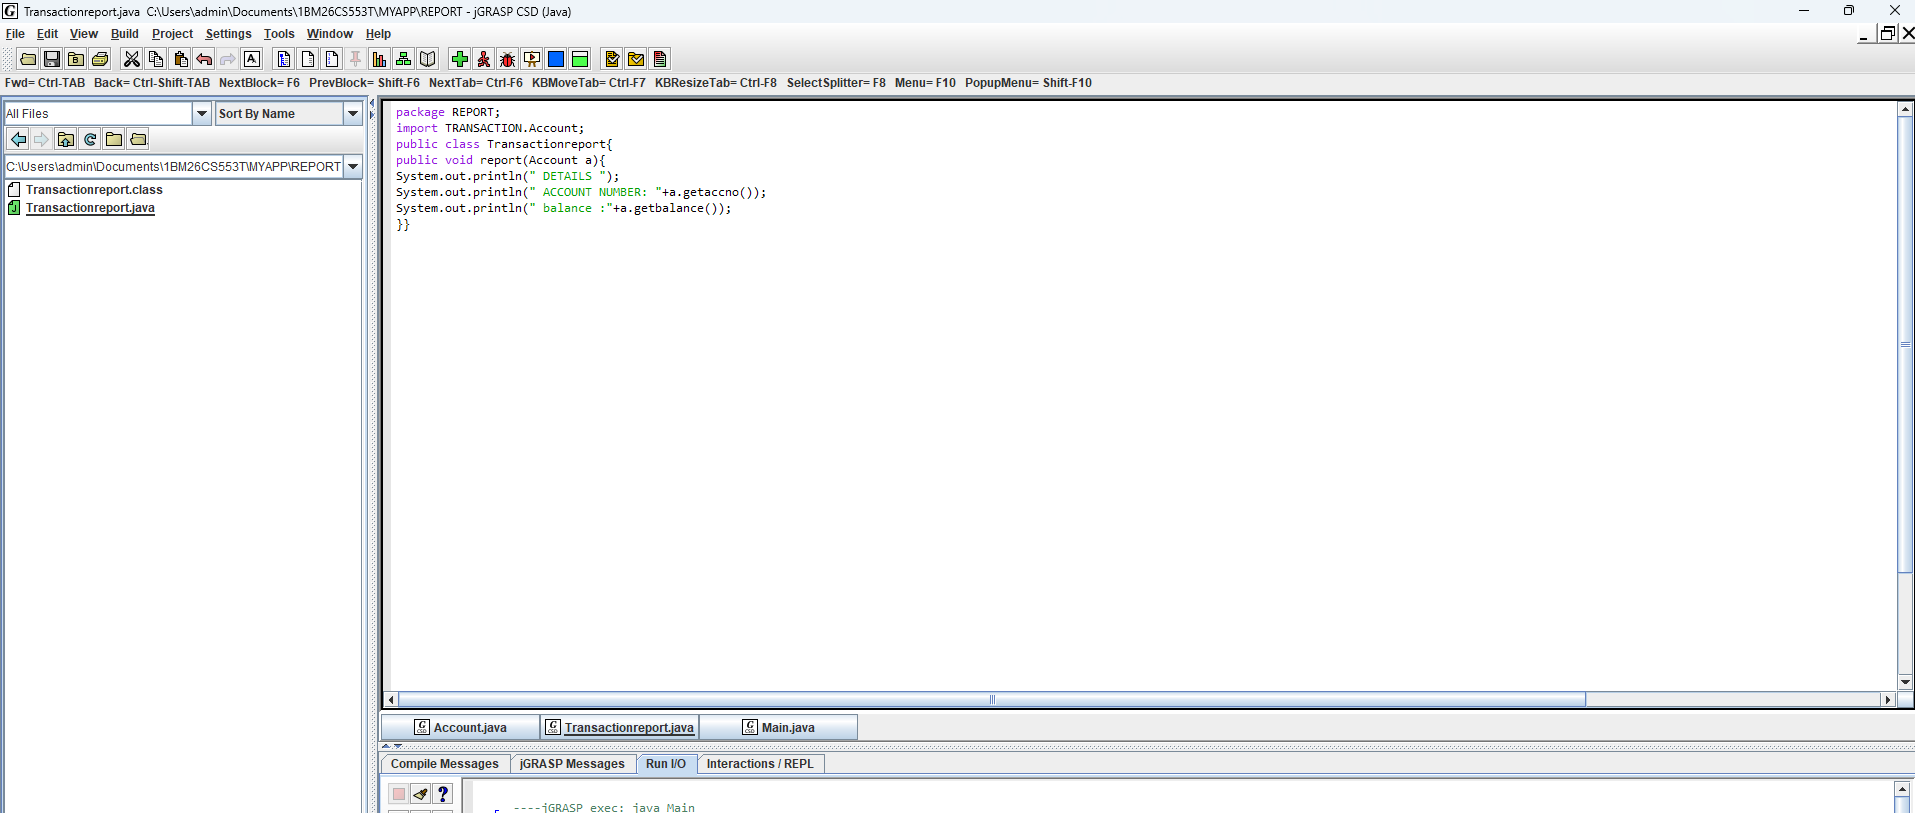 Transactionreport.java  C:\Users\admin\Documents\1BM26CS553T\MYAPP\REPORT - jGRASP CSD (Java)
File Edit View Build Project Settings Tools Window Help
Fwd= Ctrl-TAB Back= Ctrl-Shift-TAB NextBlock= F6 PrevBlock= Shift-F6 NextTab= Ctrl-F6 KBMoveTab= Ctrl-F7 KBResizeTab= Ctrl-F8 SelectSplitter= F8 Menu= F10 PopupMenu= Shift-F10
All Files Sort By Name
C:\Users\admin\Documents\1BM26CS553T\MYAPP\REPORT
Transactionreport.class
Transactionreport.java
package REPORT;
import TRANSACTION.Account;
public class Transactionreport{
public void report(Account a){
System.out.println(" DETAILS ");
System.out.println(" ACCOUNT NUMBER: "+a.getaccno());
System.out.println(" balance :"+a.getbalance());
}}
Account.java Transactionreport.java Main.java
Compile Messages jGRASP Messages Run I/O Interactions / REPL
----jGRASP exec: java Main